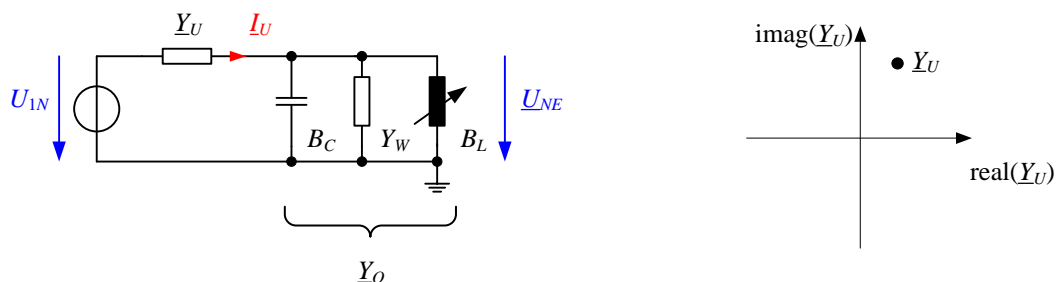 Y_U
I_U
U_1N
B_C
Y_W
B_L
U_NE
Y_O
imag(Y_U)
Y_U
real(Y_U)